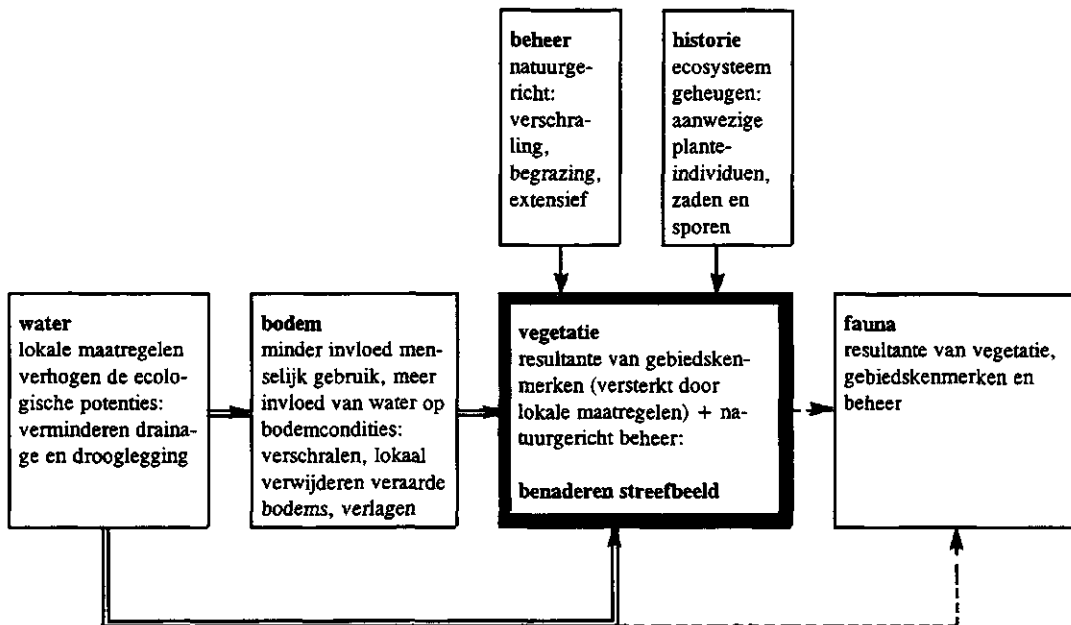 beheer
natuurge-
richt:
verschra-
ling,
begrazing,
extensief
historie
ecosysteem
geheugen:
aanwezige
plante-
individuen,
zaden en
sporen
water
lokale maatregelen
verhogen de ecolo-
gische potenties:
verminderen draina-
ge en drooglegging
bodem
minder invloed men-
selijk gebruik, meer
invloed van water op
bodemcondities:
verschralen, lokaal
verwijderen veraarde
bodems, verlagen
vegetatie
resultante van gebiedsken-
merken (versterkt door
lokale maatregelen) + na-
tuurgericht beheer:
benaderen streefbeeld
fauna
resultante van vegetatie,
gebiedskenmerken en
beheer